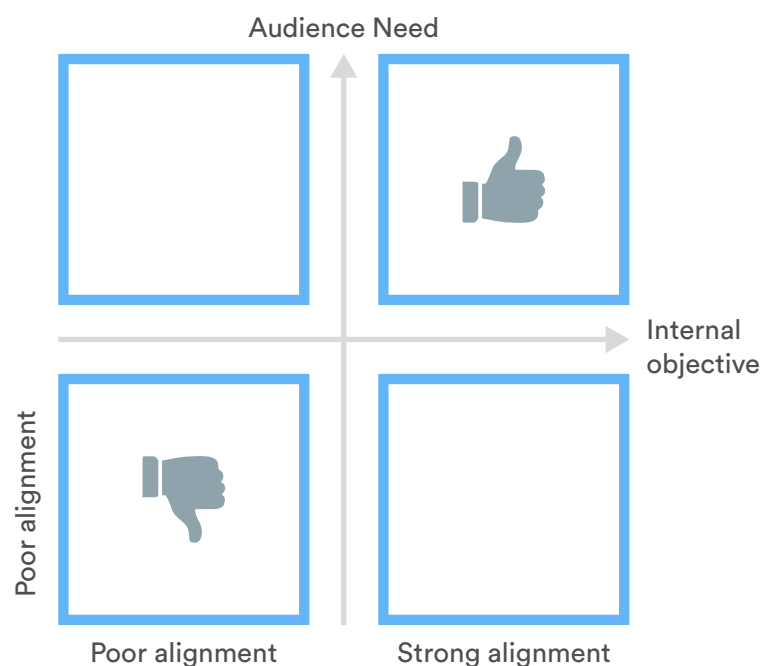 Audience Need
Internal
objective
Poor alignment
Poor alignment
Strong alignment